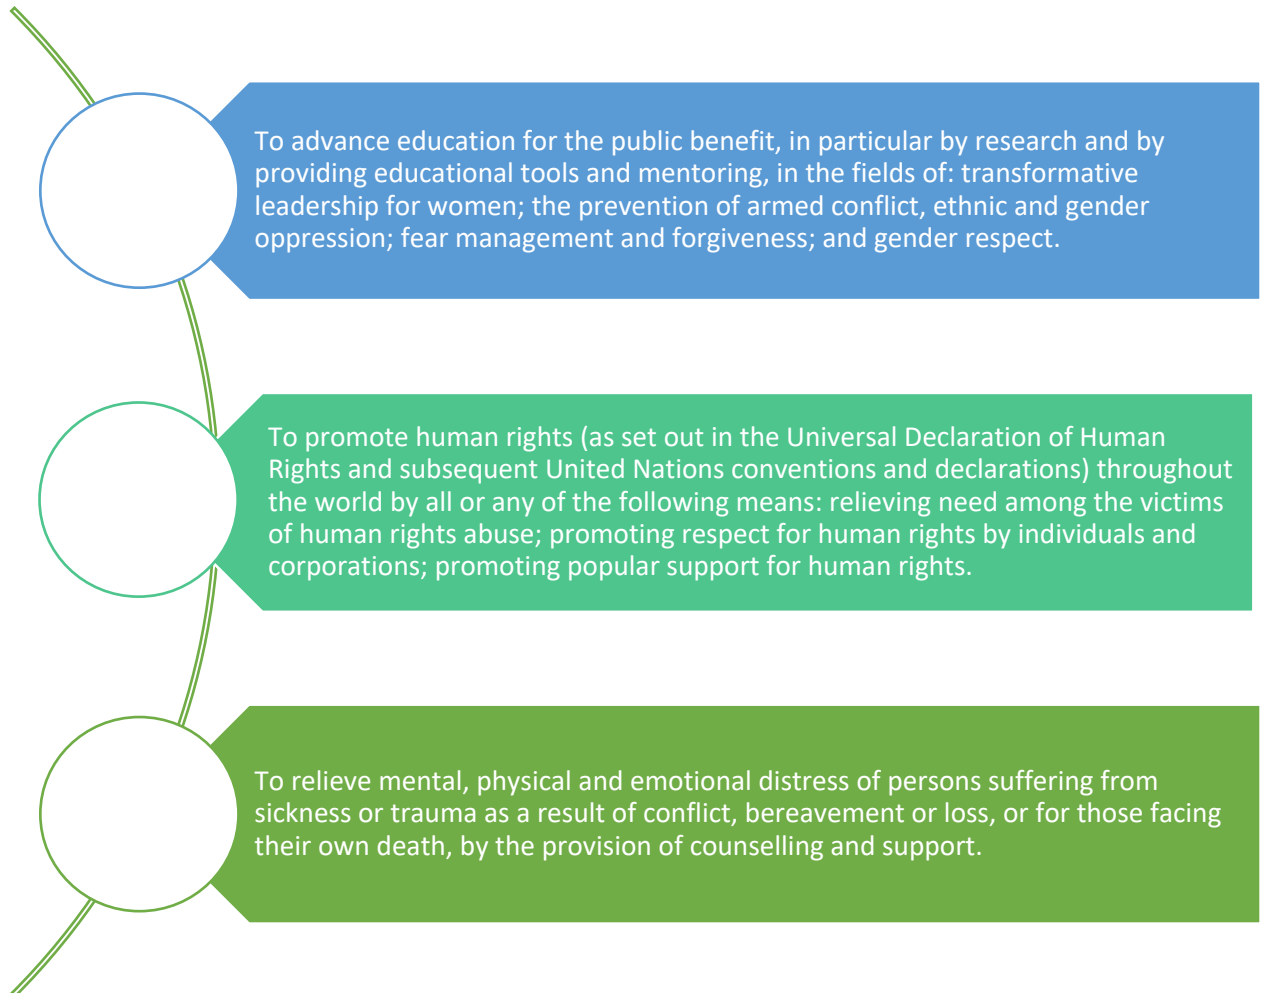 To advance education for the public benefit, in particular by research and by
providing educational tools and mentoring, in the fields of: transformative
leadership for women; the prevention of armed conflict, ethnic and gender
oppression; fear management and forgiveness; and gender respect.
To promote human rights (as set out in the Universal Declaration of Human
Rights and subsequent United Nations conventions and declarations) throughout
the world by all or any of the following means: relieving need among the victims
of human rights abuse; promoting respect for human rights by individuals and
corporations; promoting popular support for human rights.
To relieve mental, physical and emotional distress of persons suffering from
sickness or trauma as a result of conflict, bereavement or loss, or for those facing
their own death, by the provision of counselling and support.